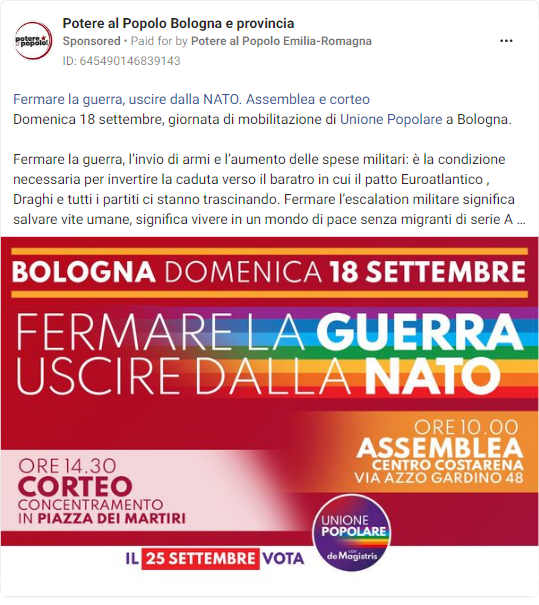 potere al popolo!
Potere al Popolo Bologna e provincia
Sponsored • Paid for by Potere al Popolo Emilia-Romagna
ID: 645490146839143
Fermare la guerra, uscire dalla NATO. Assemblea e corteo
Domenica 18 settembre, giornata di mobilitazione di Unione Popolare a Bologna.
Fermare la guerra, l’invio di armi e l’aumento delle spese militari: è la condizione
necessaria per invertire la caduta verso il baratro in cui il patto Euroatlantico ,
Draghi e tutti i partiti ci stanno trascinando. Fermare l’escalation militare significa
salvare vite umane, significa vivere in un mondo di pace senza migranti di serie A ...
BOLOGNA DOMENICA 18 SETTEMBRE
FERMARE LA GUERRA
USCIRE DALLA NATO
ORE 10.00
ASSEMBLEA
CENTRO COSTARENA
VIA AZZO GARDINO 48
ORE 14.30
CORTEO
CONCENTRAMENTO
IN PIAZZA DEI MARTIRI
UNIONE
POPOLARE
con
de Magistris
IL 25 SETTEMBRE VOTA